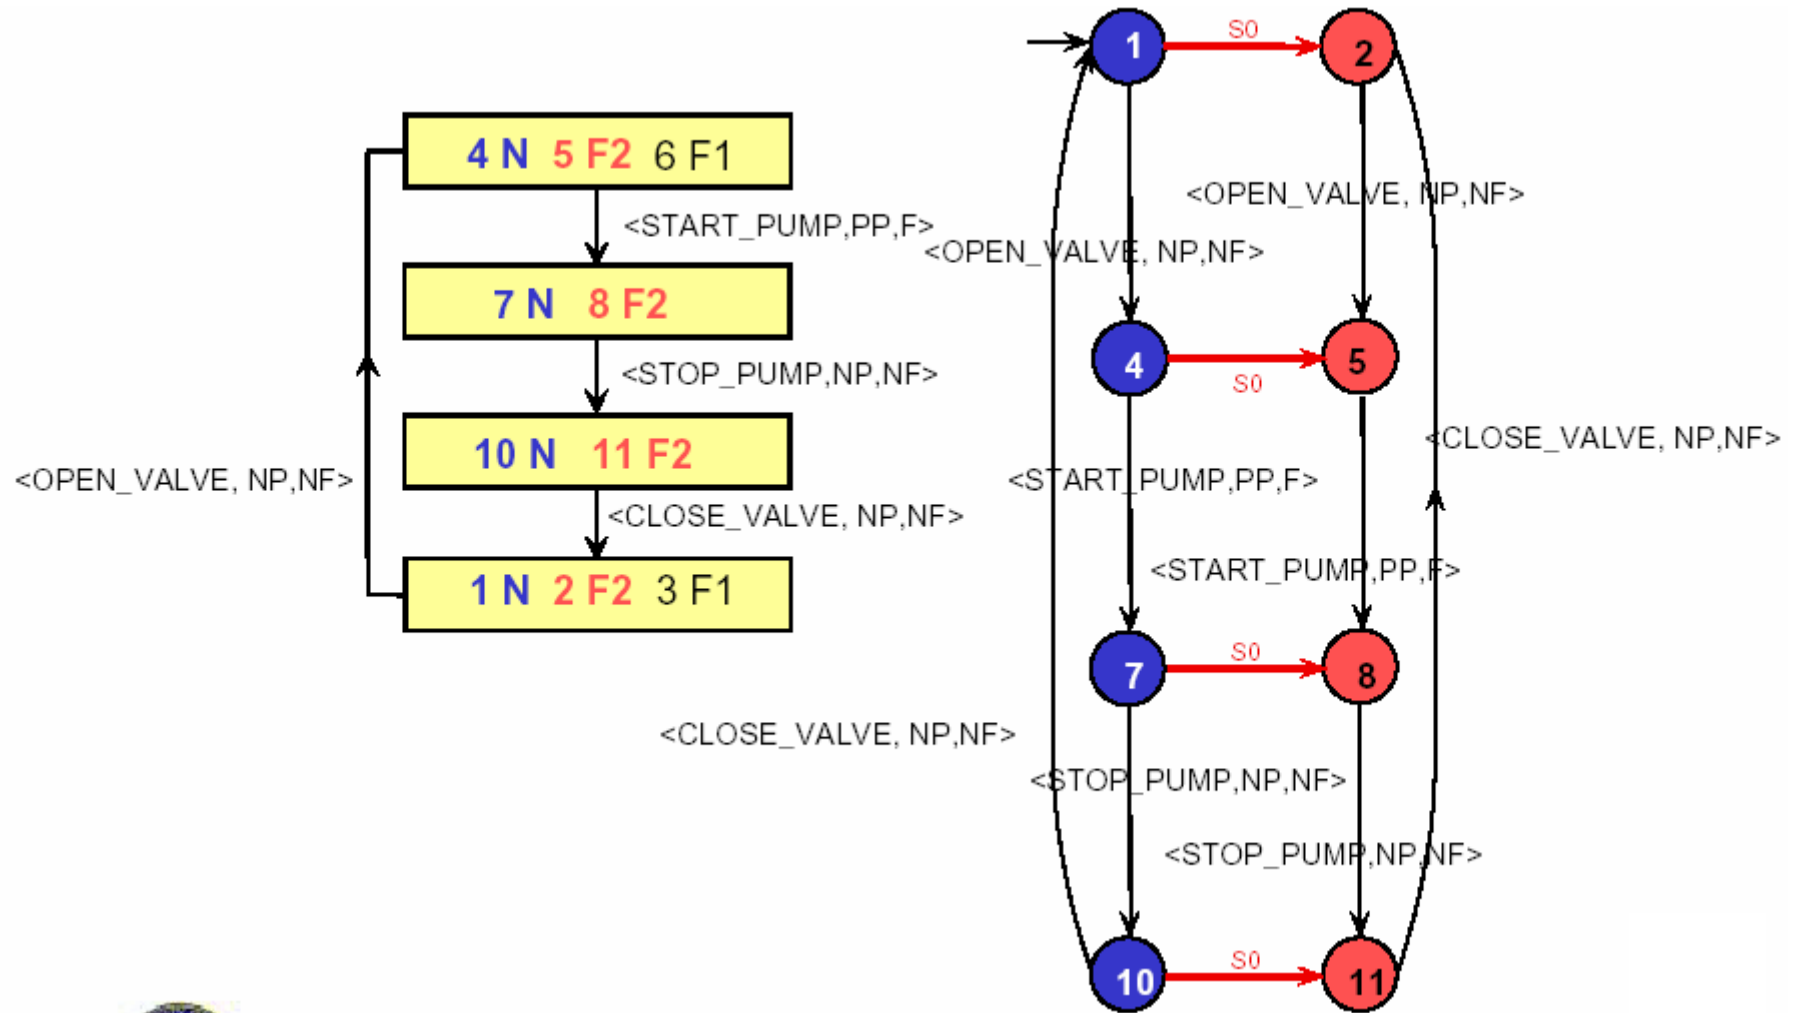 4 N 5 F2 6 F1
<START_PUMP,PP,F>
7 N 8 F2
<STOP_PUMP,NP,NF>
10 N 11 F2
<OPEN_VALVE, NP,NF>
<CLOSE_VALVE, NP,NF>
1 N 2 F2 3 F1
1
S0
2
<OPEN_VALVE, NP,NF>
<OPEN_VALVE, NP,NF>
4
S0
5
<CLOSE_VALVE, NP,NF>
<START_PUMP,PP,F>
<START_PUMP,PP,F>
7
S0
8
<CLOSE_VALVE, NP,NF>
<STOP_PUMP,NP,NF>
<STOP_PUMP,NP,NF>
10
S0
11